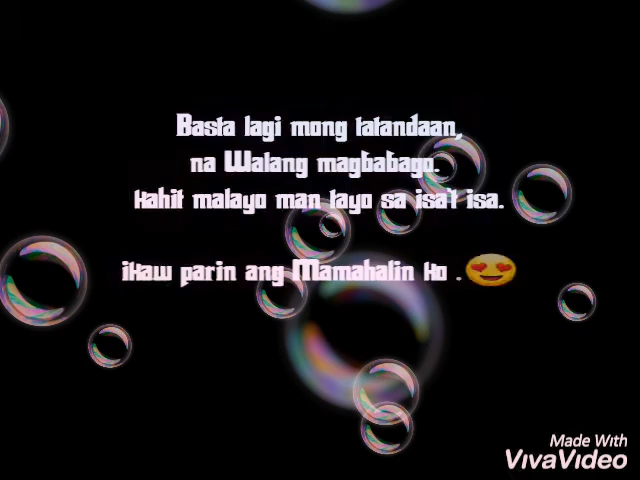 Basta lagi mong tatandaan,
na Walang magbabago.
kahit malayo man tayo sa isa't isa.
ikaw parin ang Mamahalin ko . 😍
Made With
VivaVideo